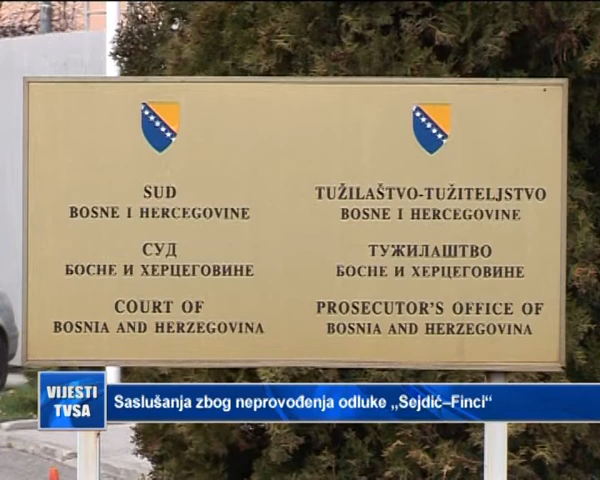 SUD
BOSNE I HERCEGOVINE
СУД
БОСНЕ И ХЕРЦЕГОВИНЕ
COURT OF
BOSNIA AND HERZEGOVINA
TUŽILAŠTVO-TUŽITELJSTVO
BOSNE I HERCEGOVINE
ТУЖИЛАШТВО
БОСНЕ И ХЕРЦЕГОВИНЕ
PROSECUTOR'S OFFICE OF
BOSNIA AND HERZEGOVINA
VIJESTI
TVSA
Saslušanja zbog neprovođenja odluke „Sejdić–Finci“